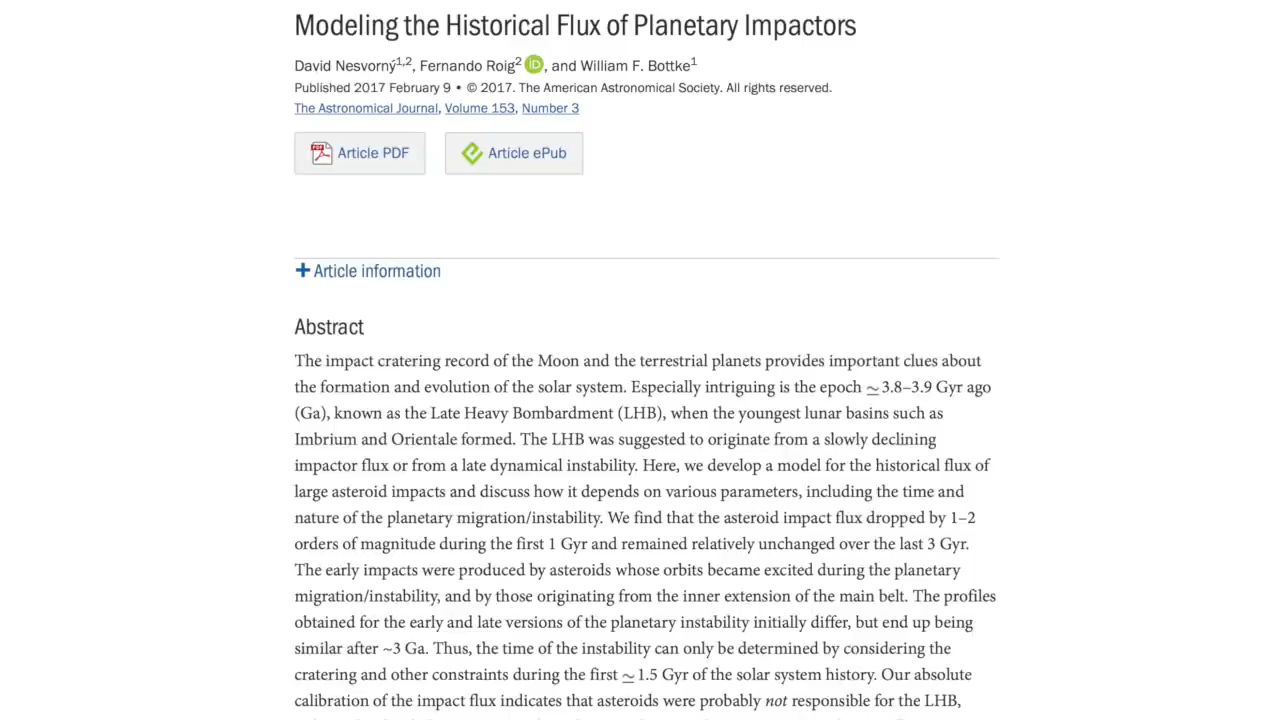 Modeling the Historical Flux of Planetary Impactors
David Nesvorný1,2, Fernando Roig2 iD, and William F. Bottke1
Published 2017 February 9 • © 2017. The American Astronomical Society. All rights reserved.
The Astronomical Journal, Volume 153, Number 3
PDF Article PDF Article ePub
+ Article information
Abstract
The impact cratering record of the Moon and the terrestrial planets provides important clues about
the formation and evolution of the solar system. Especially intriguing is the epoch ≃3.8–3.9 Gyr ago
(Ga), known as the Late Heavy Bombardment (LHB), when the youngest lunar basins such as
Imbrium and Orientale formed. The LHB was suggested to originate from a slowly declining
impactor flux or from a late dynamical instability. Here, we develop a model for the historical flux of
large asteroid impacts and discuss how it depends on various parameters, including the time and
nature of the planetary migration/instability. We find that the asteroid impact flux dropped by 1–2
orders of magnitude during the first 1 Gyr and remained relatively unchanged over the last 3 Gyr.
The early impacts were produced by asteroids whose orbits became excited during the planetary
migration/instability, and by those originating from the inner extension of the main belt. The profiles
obtained for the early and late versions of the planetary instability initially differ, but end up being
similar after ~3 Ga. Thus, the time of the instability can only be determined by considering the
cratering and other constraints during the first ≃1.5 Gyr of the solar system history. Our absolute
calibration of the impact flux indicates that asteroids were probably not responsible for the LHB,